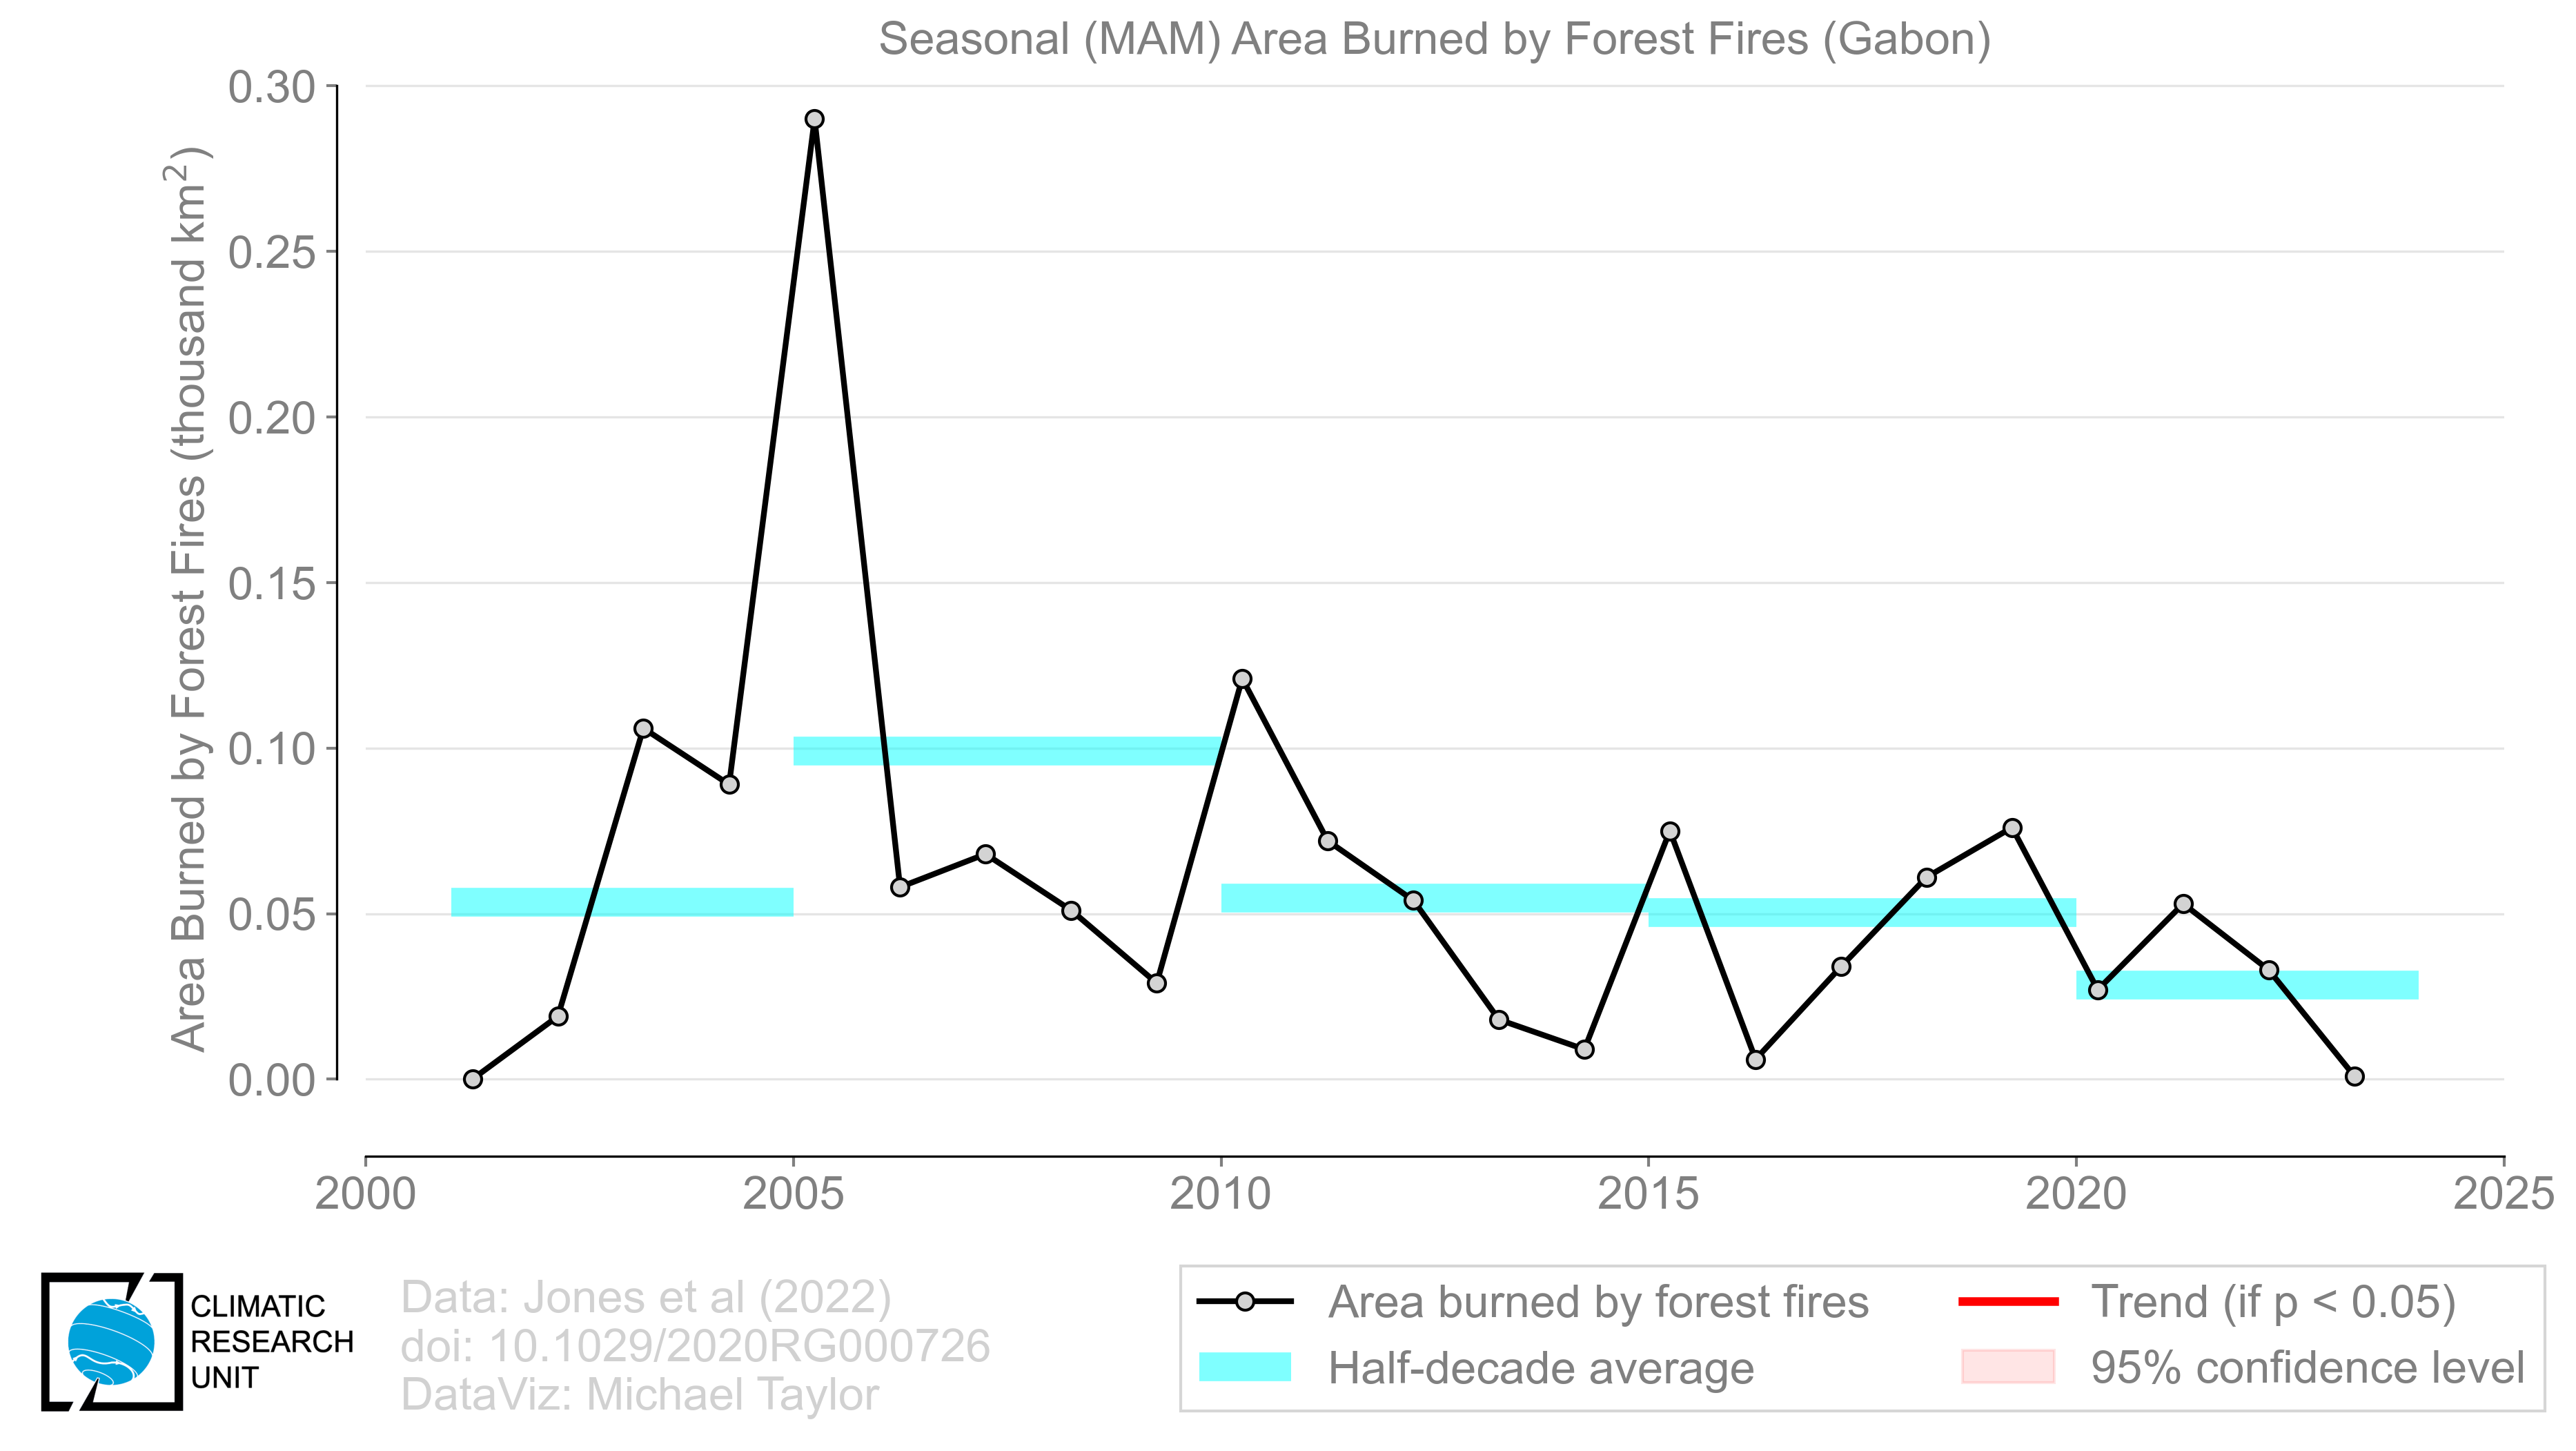 Seasonal (MAM) Area Burned by Forest Fires (Gabon)
Area Burned by Forest Fires (thousand km²)
0.30
0.25
0.20
0.15
0.10
0.05
0.00
2000 2005 2010 2015 2020 2025
CLIMATIC
RESEARCH
UNIT
Data: Jones et al (2022)
doi: 10.1029/2020RG000726
DataViz: Michael Taylor
Area burned by forest fires
Half-decade average
Trend (if p < 0.05)
95% confidence level